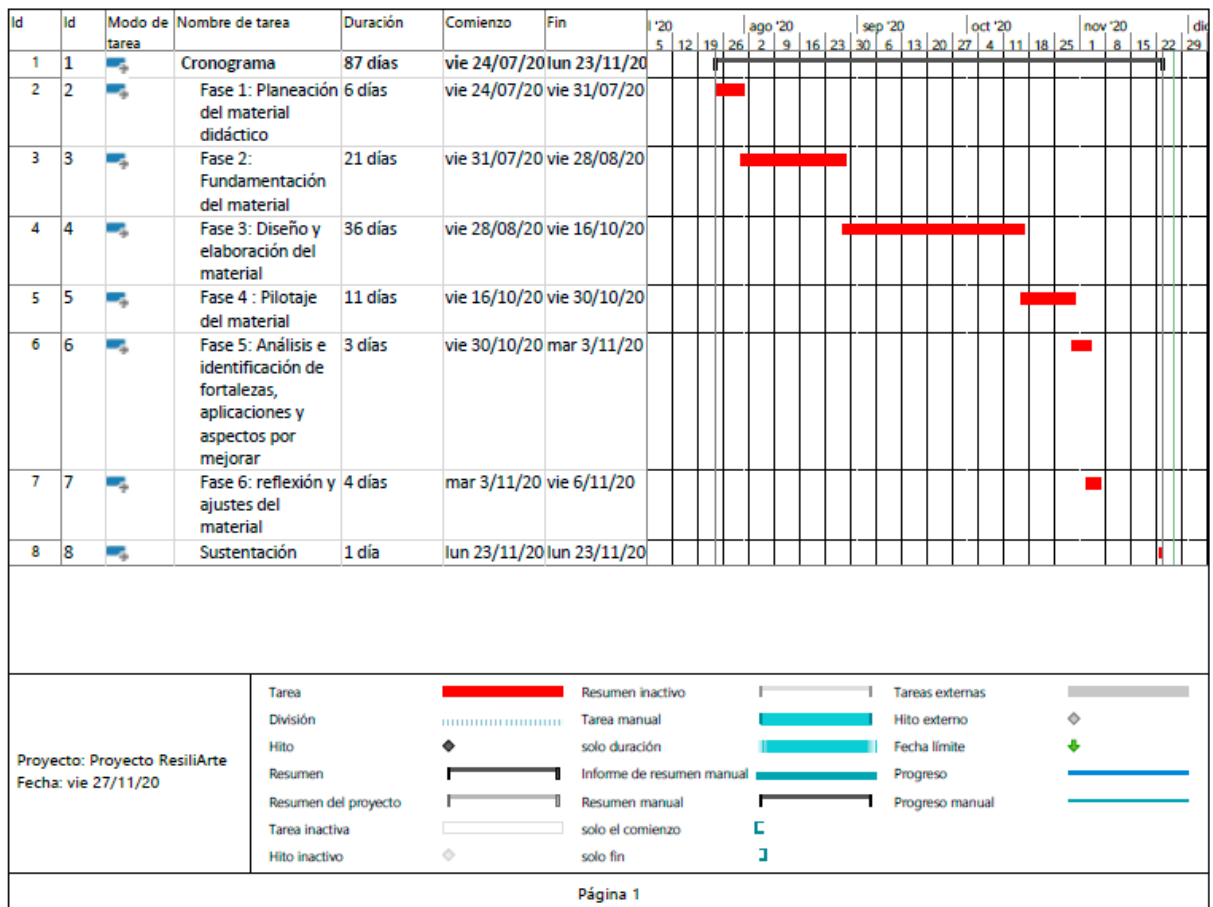 Id Id Modo de tarea Nombre de tarea Duración Comienzo Fin
l '20 ago '20 sep '20 oct '20 nov '20 dic
5 12 19 26 2 9 16 23 30 6 13 20 27 4 11 18 25 1 8 15 22 29
1 1 Cronograma 87 días vie 24/07/20 lun 23/11/20
2 2 Fase 1: Planeación 6 días vie 24/07/20 vie 31/07/20
del material
didáctico
3 3 Fase 2: 21 días vie 31/07/20 vie 28/08/20
Fundamentación
del material
4 4 Fase 3: Diseño y 36 días vie 28/08/20 vie 16/10/20
elaboración del
material
5 5 Fase 4 : Pilotaje 11 días vie 16/10/20 vie 30/10/20
del material
6 6 Fase 5: Análisis e 3 días vie 30/10/20 mar 3/11/20
identificación de
fortalezas,
aplicaciones y
aspectos por
mejorar
7 7 Fase 6: reflexión y 4 días mar 3/11/20 vie 6/11/20
ajustes del
material
8 8 Sustentación 1 día lun 23/11/20 lun 23/11/20
Proyecto: Proyecto ResiliArte
Fecha: vie 27/11/20
Tarea
División
Hito
Resumen
Resumen del proyecto
Tarea inactiva
Hito inactivo
Resumen inactivo
Tarea manual
solo duración
Informe de resumen manual
Resumen manual
solo el comienzo
solo fin
Tareas externas
Hito externo
Fecha límite
Progreso
Progreso manual
Página 1